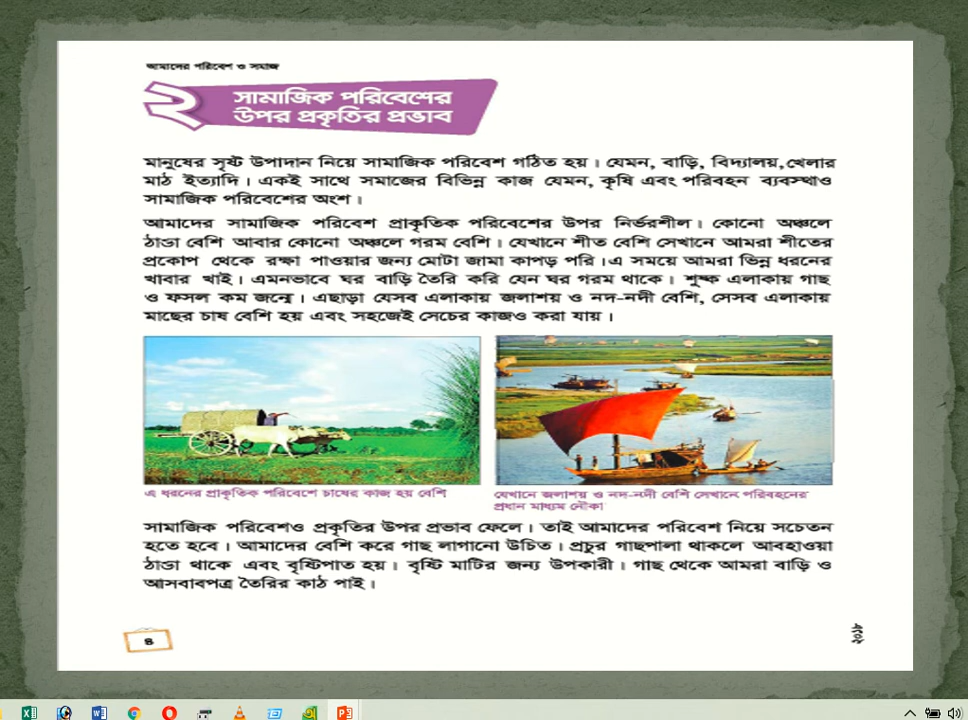 আমাদের পরিবেশ ও সমাজ
২
সামাজিক পরিবেশের
উপর প্রকৃতির প্রভাব
মানুষের সৃষ্ট উপাদান নিয়ে সামাজিক পরিবেশ গঠিত হয়। যেমন, বাড়ি, বিদ্যালয়,খেলার
মাঠ ইত্যাদি। একই সাথে সমাজের বিভিন্ন কাজ যেমন, কৃষি এবং পরিবহন ব্যবস্থাও
সামাজিক পরিবেশের অংশ।
আমাদের সামাজিক পরিবেশ প্রাকৃতিক পরিবেশের উপর নির্ভরশীল। কোনো অঞ্চলে
ঠান্ডা বেশি আবার কোনো অঞ্চলে গরম বেশি। যেখানে শীত বেশি সেখানে আমরা শীতের
প্রকোপ থেকে রক্ষা পাওয়ার জন্য মোটা জামা কাপড় পরি।এ সময়ে আমরা ভিন্ন ধরনের
খাবার খাই। এমনভাবে ঘর বাড়ি তৈরি করি যেন ঘর গরম থাকে। শুষ্ক এলাকায় গাছ
ও ফসল কম জন্মে। এছাড়া যেসব এলাকায় জলাশয় ও নদ-নদী বেশি, সেসব এলাকায়
মাছের চাষ বেশি হয় এবং সহজেই সেচের কাজও করা যায়।
এ ধরনের প্রাকৃতিক পরিবেশে চাষের কাজ হয় বেশি
যেখানে জলাশয় ও নদ-নদী বেশি সেখানে পরিবহনের
প্রধান মাধ্যম নৌকা
সামাজিক পরিবেশও প্রকৃতির উপর প্রভাব ফেলে। তাই আমাদের পরিবেশ নিয়ে সচেতন
হতে হবে। আমাদের বেশি করে গাছ লাগানো উচিত। প্রচুর গাছপালা থাকলে আবহাওয়া
ঠান্ডা থাকে এবং বৃষ্টিপাত হয়। বৃষ্টি মাটির জন্য উপকারী। গাছ থেকে আমরা বাড়ি ও
আসবাবপত্র তৈরির কাঠ পাই।
৪